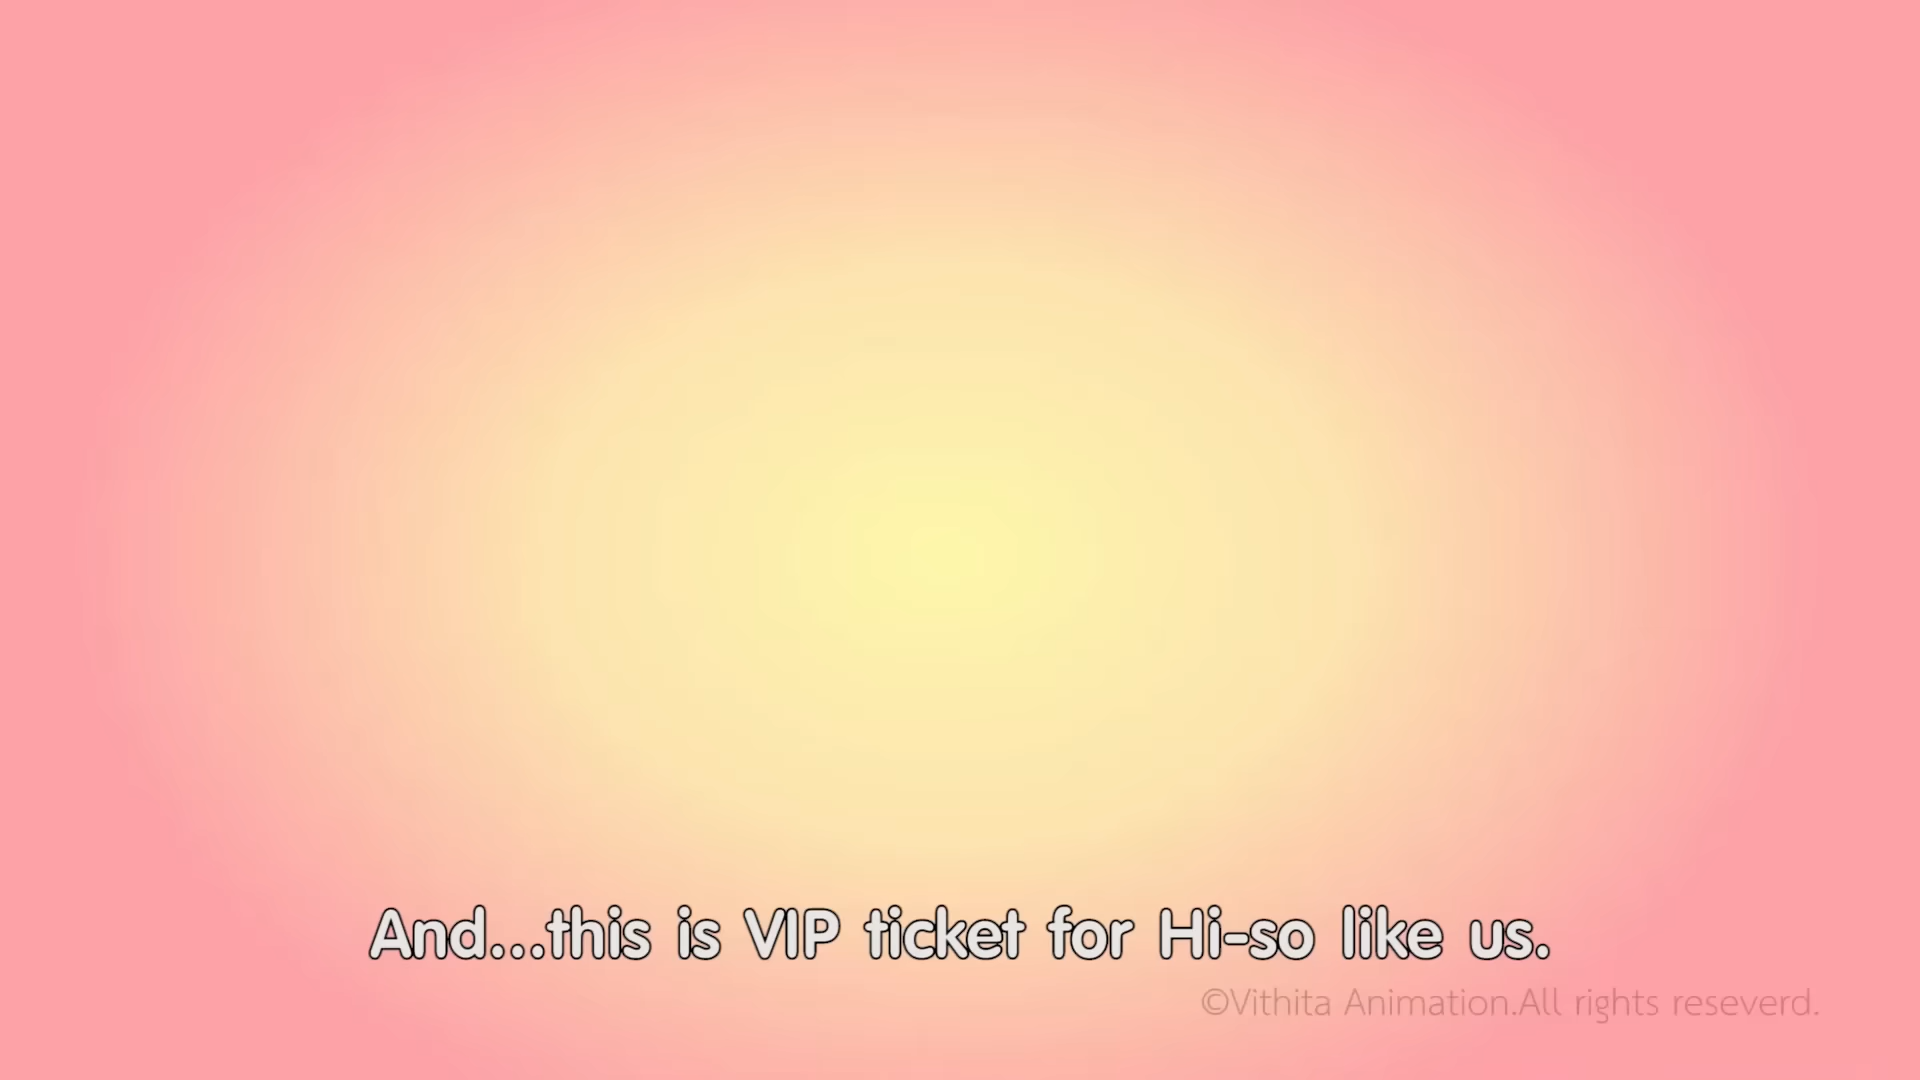 And...this is VIP ticket for Hi-so like us.
©Vithita Animation.All rights reseverd.